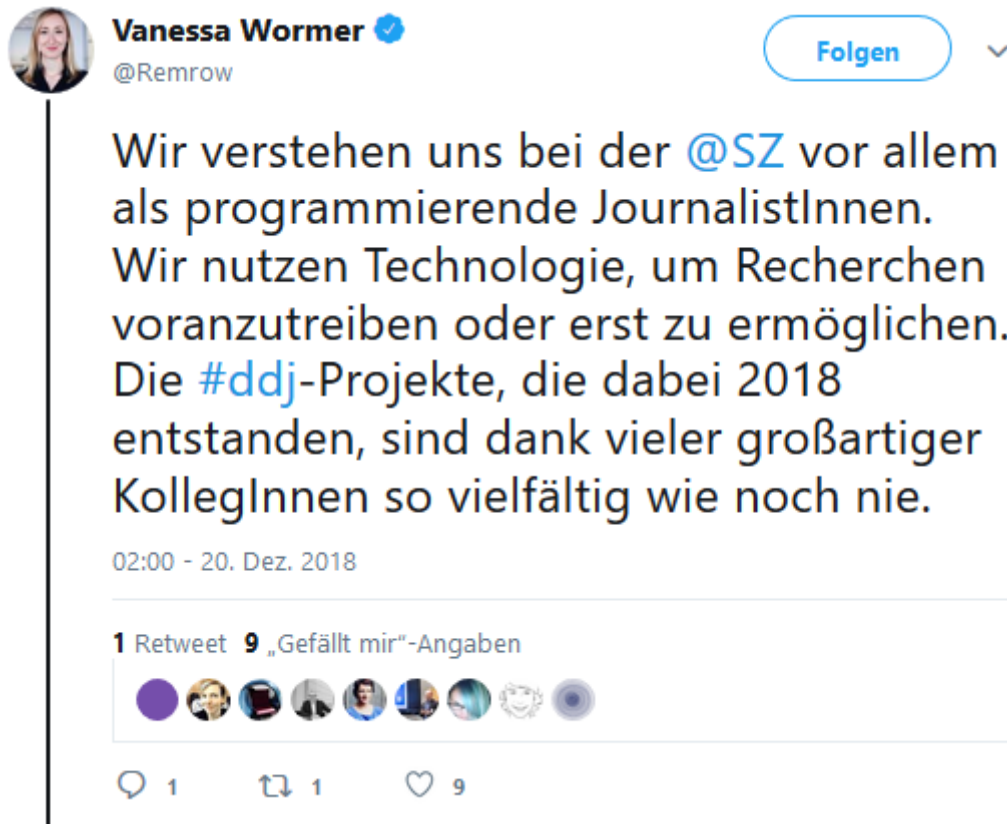 Vanessa Wormer
@Remrow
Folgen
Wir verstehen uns bei der @SZ vor allem
als programmierende JournalistInnen.
Wir nutzen Technologie, um Recherchen
voranzutreiben oder erst zu ermöglichen.
Die #ddj-Projekte, die dabei 2018
entstanden, sind dank vieler großartiger
KollegInnen so vielfältig wie noch nie.
02:00 - 20. Dez. 2018
1 Retweet 9 „Gefällt mir“-Angaben
1 1 9